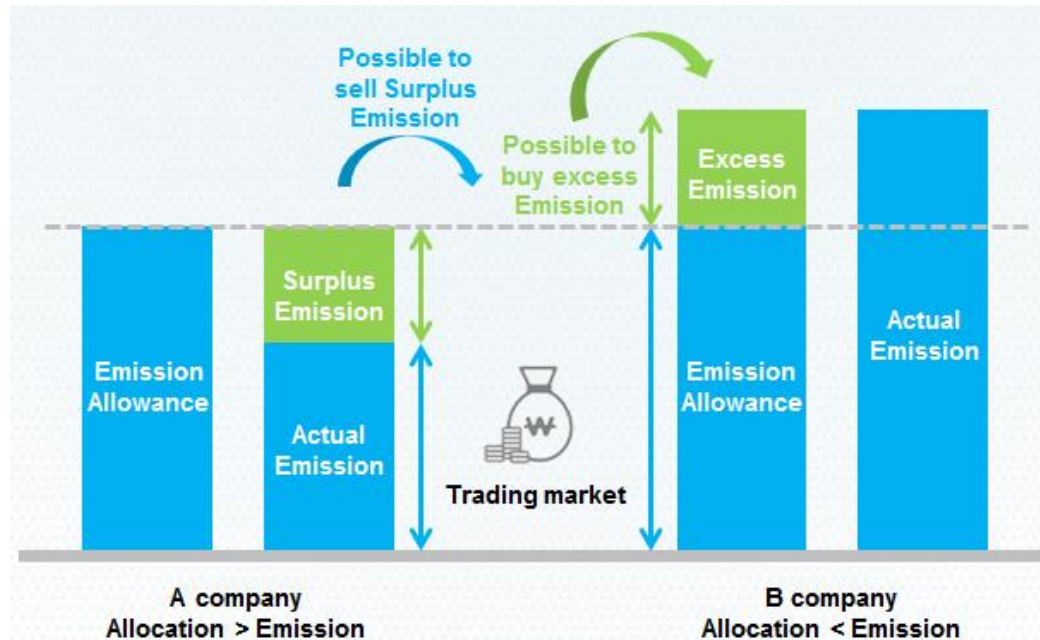 Possible to
sell Surplus
Emission
Possible to
buy excess
Emission
Excess
Emission
Surplus
Emission
Emission
Allowance
Actual
Emission
₩
Trading market
Emission
Allowance
Actual
Emission
A company
Allocation > Emission
B company
Allocation < Emission